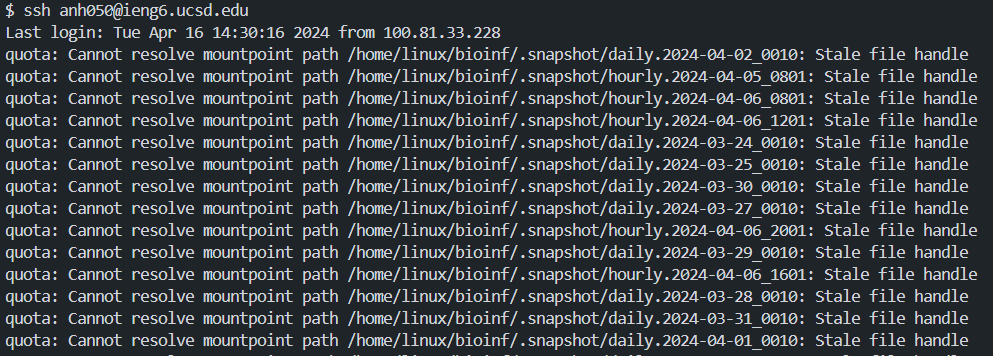 $ ssh anh050@ieng6.ucsd.edu
Last login: Tue Apr 16 14:30:16 2024 from 100.81.33.228
quota: Cannot resolve mountpoint path /home/linux/bioinf/.snapshot/daily.2024-04-02_0010: Stale file handle
quota: Cannot resolve mountpoint path /home/linux/bioinf/.snapshot/hourly.2024-04-05_0801: Stale file handle
quota: Cannot resolve mountpoint path /home/linux/bioinf/.snapshot/hourly.2024-04-06_0801: Stale file handle
quota: Cannot resolve mountpoint path /home/linux/bioinf/.snapshot/hourly.2024-04-06_1201: Stale file handle
quota: Cannot resolve mountpoint path /home/linux/bioinf/.snapshot/daily.2024-03-24_0010: Stale file handle
quota: Cannot resolve mountpoint path /home/linux/bioinf/.snapshot/daily.2024-03-25_0010: Stale file handle
quota: Cannot resolve mountpoint path /home/linux/bioinf/.snapshot/daily.2024-03-30_0010: Stale file handle
quota: Cannot resolve mountpoint path /home/linux/bioinf/.snapshot/daily.2024-03-27_0010: Stale file handle
quota: Cannot resolve mountpoint path /home/linux/bioinf/.snapshot/hourly.2024-04-06_2001: Stale file handle
quota: Cannot resolve mountpoint path /home/linux/bioinf/.snapshot/daily.2024-03-29_0010: Stale file handle
quota: Cannot resolve mountpoint path /home/linux/bioinf/.snapshot/hourly.2024-04-06_1601: Stale file handle
quota: Cannot resolve mountpoint path /home/linux/bioinf/.snapshot/daily.2024-03-28_0010: Stale file handle
quota: Cannot resolve mountpoint path /home/linux/bioinf/.snapshot/daily.2024-03-31_0010: Stale file handle
quota: Cannot resolve mountpoint path /home/linux/bioinf/.snapshot/daily.2024-04-01_0010: Stale file handle